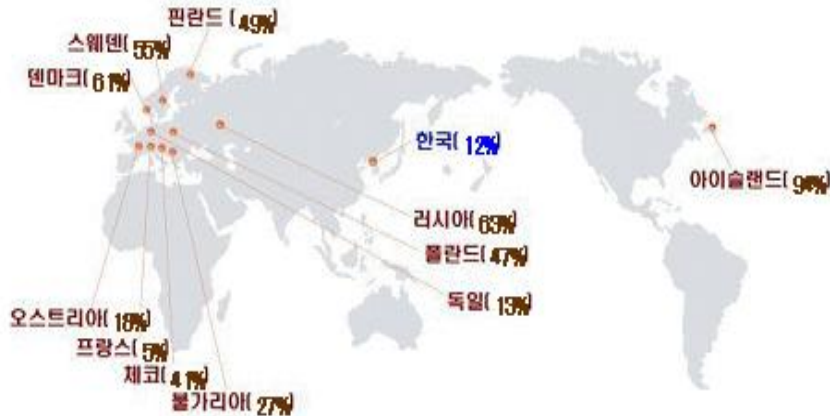 핀란드 (49%)
스웨덴(55%)
덴마크(61%)
한국(12%)
아이슬랜드(94%)
러시아(63%)
폴란드(47%)
독일(13%)
오스트리아(18%)
프랑스(5%)
체코(41%)
불가리아(27%)